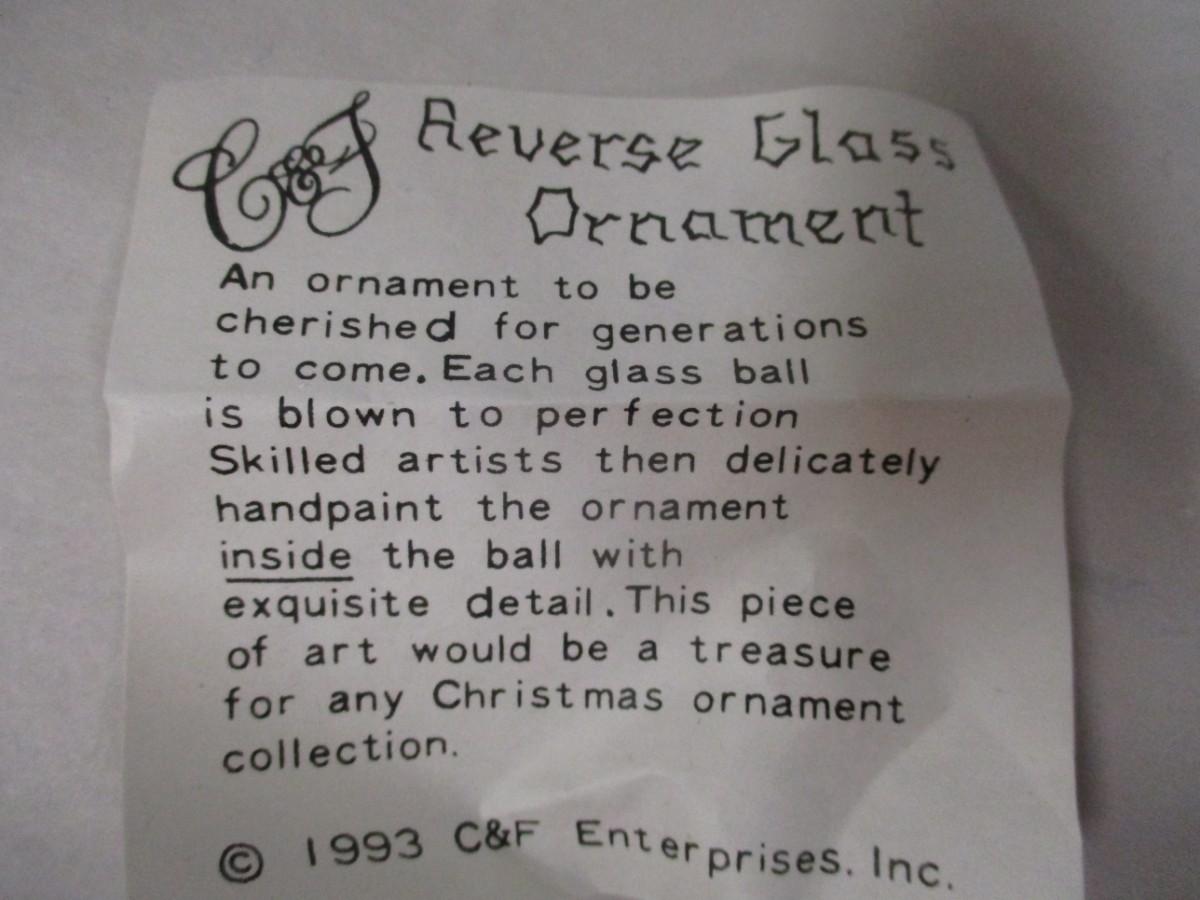 C&F Reverse Glass
Ornament
An ornament to be
cherished for generations
to come. Each glass ball
is blown to perfection
Skilled artists then delicately
handpaint the ornament
inside the ball with
exquisite detail. This piece
of art would be a treasure
for any Christmas ornament
collection.
© 1993 C&F Enterprises. Inc.